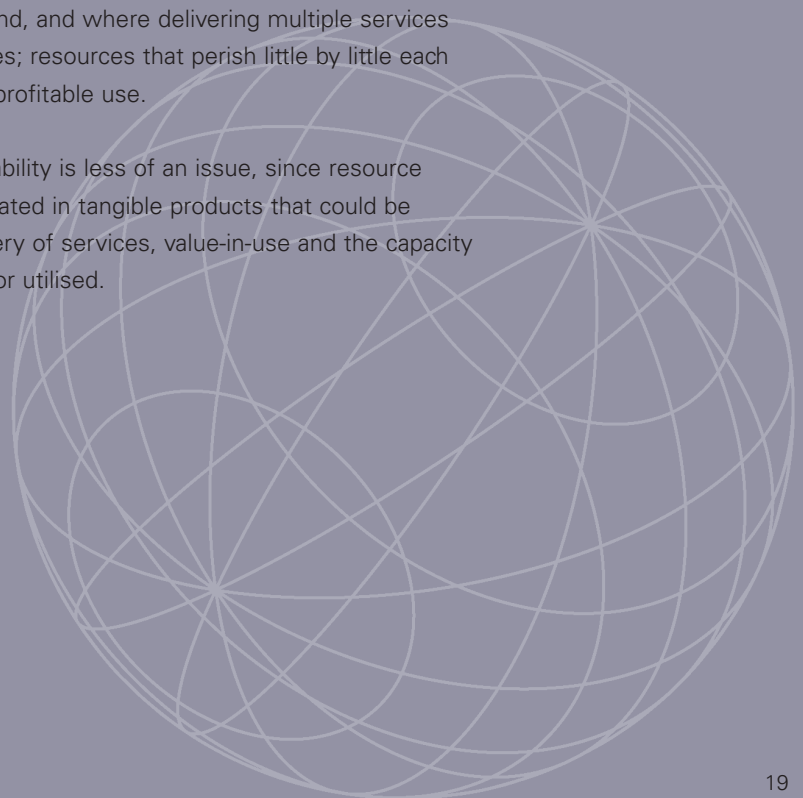 nd, and where delivering multiple services
es; resources that perish little by little each
profitable use.
ability is less of an issue, since resource
ated in tangible products that could be
ery of services, value-in-use and the capacity
or utilised.
19